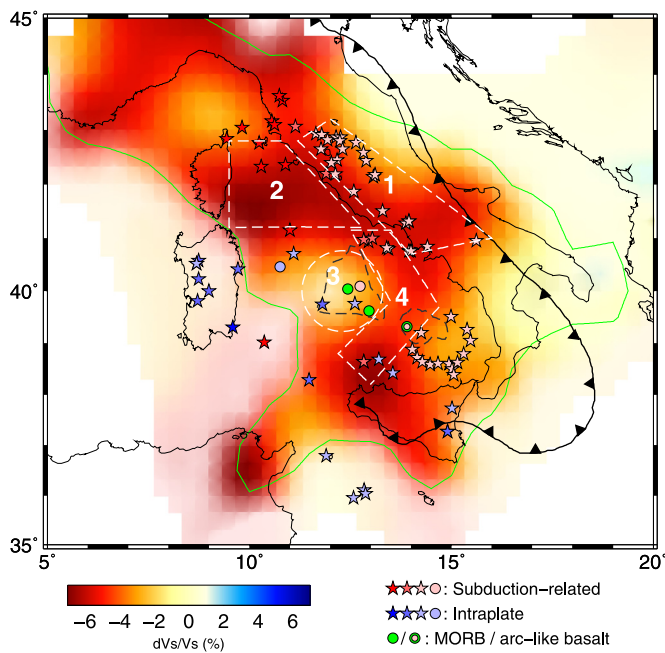 45˚
40˚
35˚
5˚ 10˚ 15˚ 20˚
1
2
3
4
−6 −4 −2 0 2 4 6
dVs/Vs (%)
: Subduction−related
: Intraplate
/ : MORB / arc−like basalt